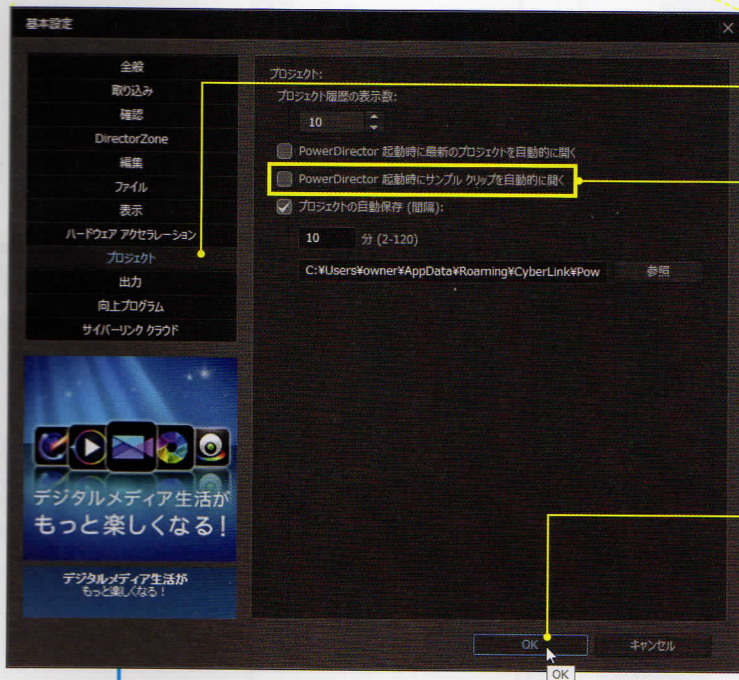 基本設定
全般
取り込み
確認
DirectorZone
編集
ファイル
表示
ハードウェア アクセラレーション
プロジェクト
出力
向上プログラム
サイバーリンク クラウド
プロジェクト:
プロジェクト履歴の表示数:
10
PowerDirector 起動時に最新のプロジェクトを自動的に開く
PowerDirector 起動時にサンプル クリップを自動的に開く
プロジェクトの自動保存 (間隔):
10 分 (2-120)
C:¥Users¥owner¥AppData¥Roaming¥CyberLink¥Pow 参照
デジタルメディア生活が
もっと楽しくなる!
デジタルメディア生活が
もっと楽しくなる!
OK キャンセル
OK